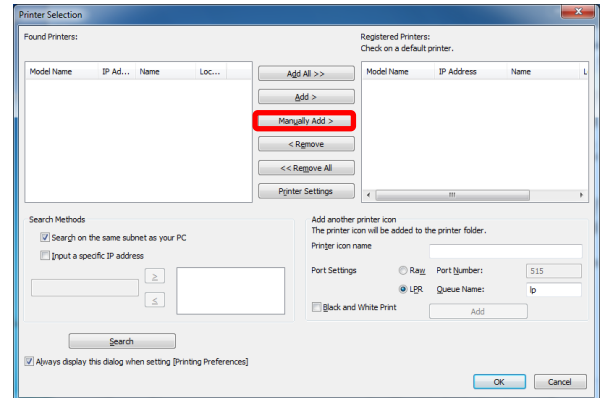 Printer Selection
Found Printers:
Registered Printers:
Check on a default printer.
Model Name IP Ad... Name Loc...
Add All >>
Add >
Manually Add >
< Remove
<< Remove All
Printer Settings
Model Name IP Address Name L
Search Methods
Search on the same subnet as your PC
Input a specific IP address
≥
≤
Search
Always display this dialog when setting [Printing Preferences]
Add another printer icon
The printer icon will be added to the printer folder.
Printer icon name
Port Settings Raw Port Number: 515
LPR Queue Name: lp
Black and White Print Add
OK Cancel